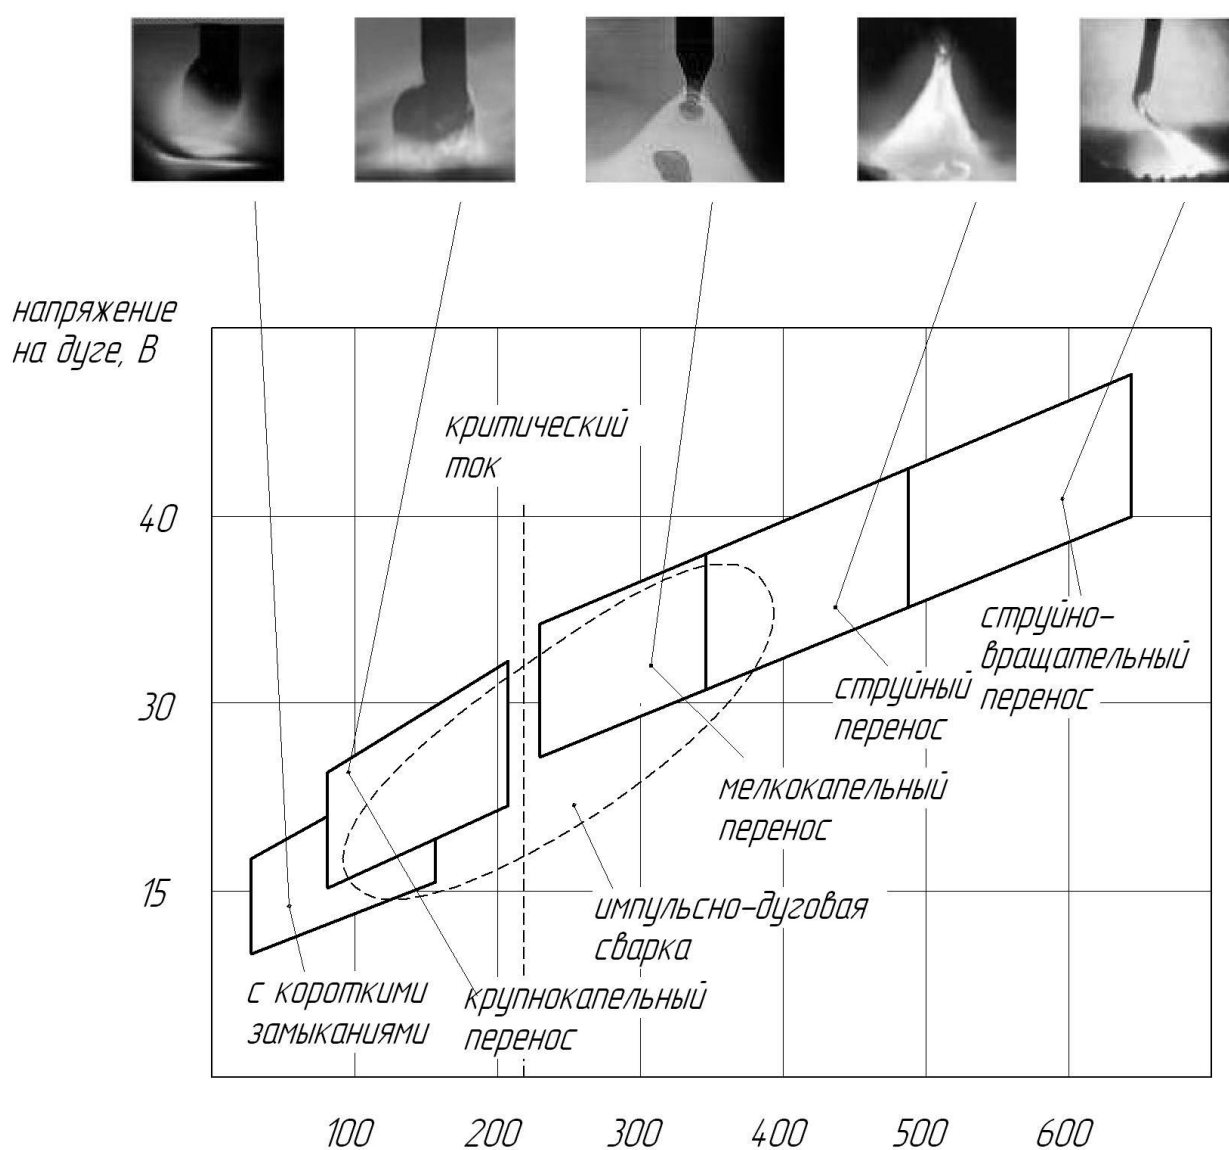 напряжение
на дуге, В
критический
ток
40
30
15
струйно-
вращательный
перенос
струйный
перенос
мелкокапельный
перенос
импульсно-дуговая
сварка
с короткими
замыканиями
крупнокапельный
перенос
100 200 300 400 500 600